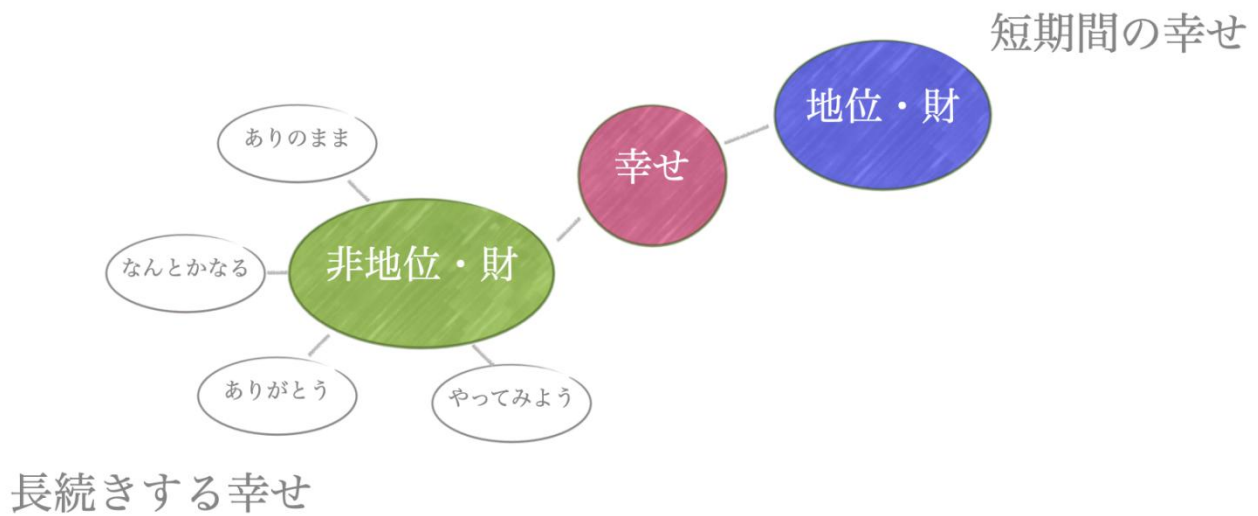 短期間の幸せ
地位・財
幸せ
ありのまま
非地位・財
なんとかなる
ありがとう
やってみよう
長続きする幸せ